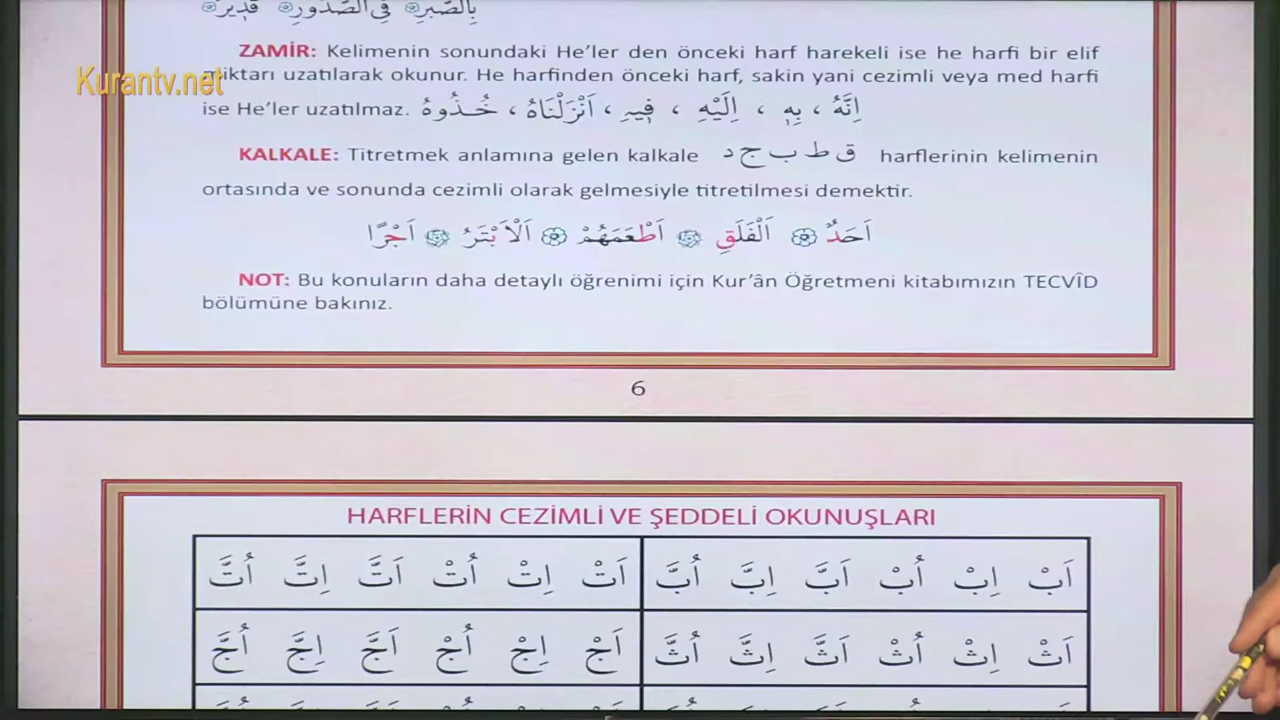 بِالصَّبْرِ ۞ فِي الصُّدُورِ ۞ قَدِيرٌ ۞
ZAMİR: Kelimenin sonundaki He'ler den önceki harf harekeli ise he harfi bir elif
miktarı uzatılarak okunur. He harfinden önceki harf, sakin yani cezimli veya med harfi
Kurantv.net
ise He'ler uzatılmaz. اِنَّهُ ، بِهِ ، اِلَيْهِ ، فِيهِ ، اَنْزَلْنَاهُ ، خُذُوهُ
KALKALE: Titretmek anlamına gelen kalkale ق ط ب ج د harflerinin kelimenin
ortasında ve sonunda cezimli olarak gelmesiyle titretilmesi demektir.
اَحَدٌ ۞ اَلْفَلَقِ ۞ اَطْعَمَهُمْ ۞ اَلْاَبْتَرُ ۞ اَجْرًا
NOT: Bu konuların daha detaylı öğrenimi için Kur'ân Öğretmeni kitabımızın TECVÎD
bölümüne bakınız.
6
HARFLERİN CEZİMLİ VE ŞEDDELİ OKUNUŞLARI
اَبْ اِبْ اُبْ اَبَّ اِبَّ اُبَّ اَتْ اِتْ اُتْ اَتَّ اِتَّ اُتَّ
اَثْ اِثْ اُثْ اَثَّ اِثَّ اُثَّ اَجْ اِجْ اُجْ اَجَّ اِجَّ اُجَّ